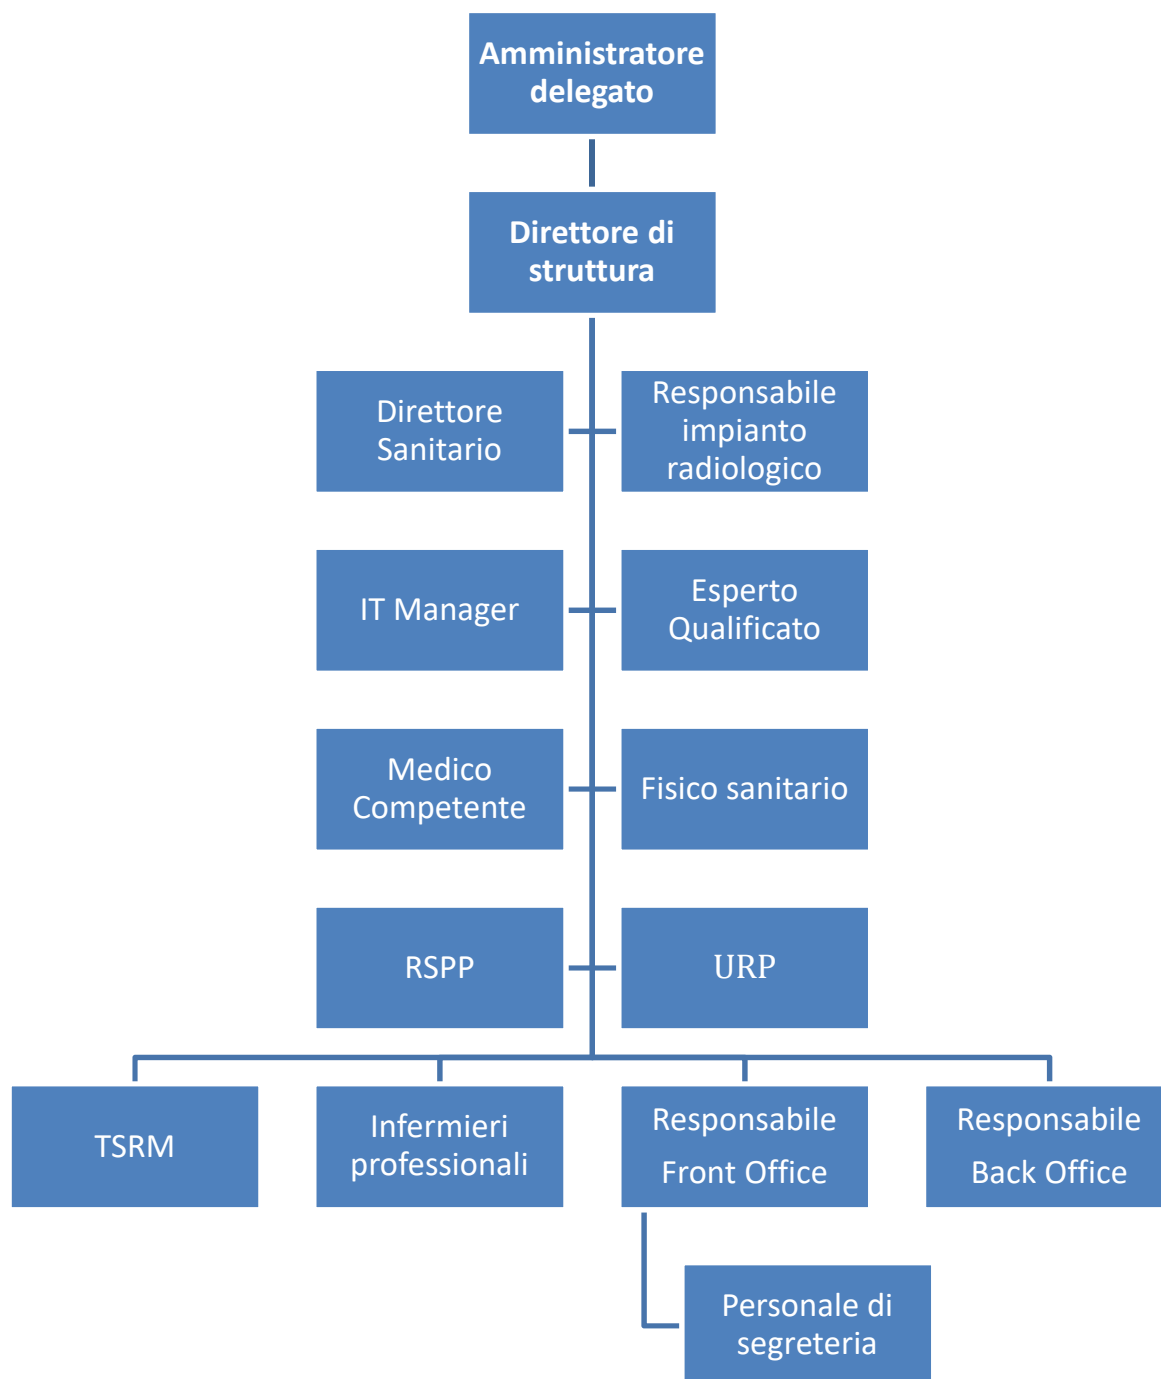 Amministratore
delegato
Direttore di
struttura
Direttore
Sanitario
Responsabile
impianto
radiologico
IT Manager
Esperto
Qualificato
Medico
Competente
Fisico sanitario
RSPP
URP
TSRM
Infermieri
professionali
Responsabile
Front Office
Responsabile
Back Office
Personale di
segreteria